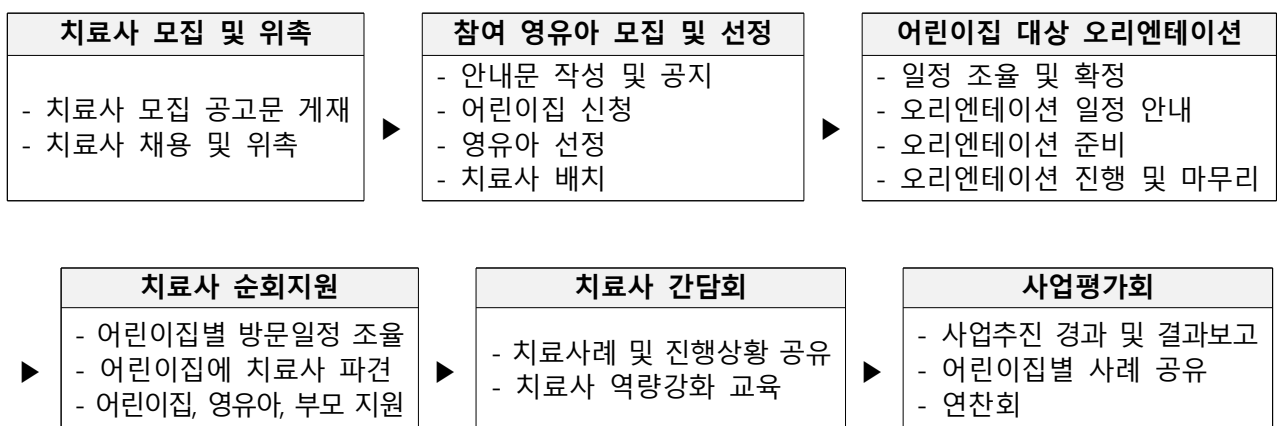 치료사 모집 및 위촉
- 치료사 모집 공고문 게재
- 치료사 채용 및 위촉
▶
참여 영유아 모집 및 선정
- 안내문 작성 및 공지
- 어린이집 신청
- 영유아 선정
- 치료사 배치
▶
어린이집 대상 오리엔테이션
- 일정 조율 및 확정
- 오리엔테이션 일정 안내
- 오리엔테이션 준비
- 오리엔테이션 진행 및 마무리
▶
치료사 순회지원
- 어린이집별 방문일정 조율
- 어린이집에 치료사 파견
- 어린이집, 영유아, 부모 지원
▶
치료사 간담회
- 치료사례 및 진행상황 공유
- 치료사 역량강화 교육
▶
사업평가회
- 사업추진 경과 및 결과보고
- 어린이집별 사례 공유
- 연찬회